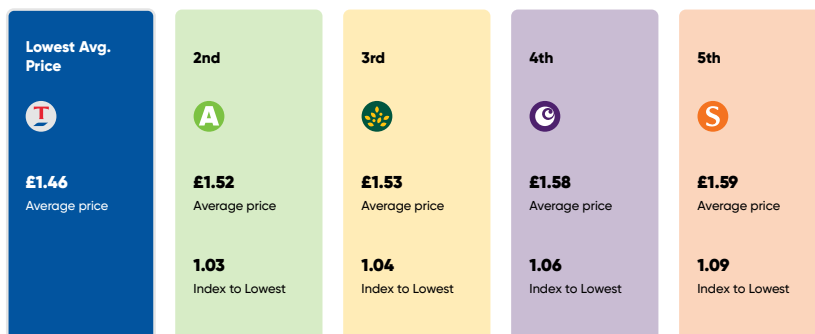 Lowest Avg.
Price
T
£1.46
Average price
2nd
A
£1.52
Average price
1.03
Index to Lowest
3rd
£1.53
Average price
1.04
Index to Lowest
4th
£1.58
Average price
1.06
Index to Lowest
5th
S
£1.59
Average price
1.09
Index to Lowest